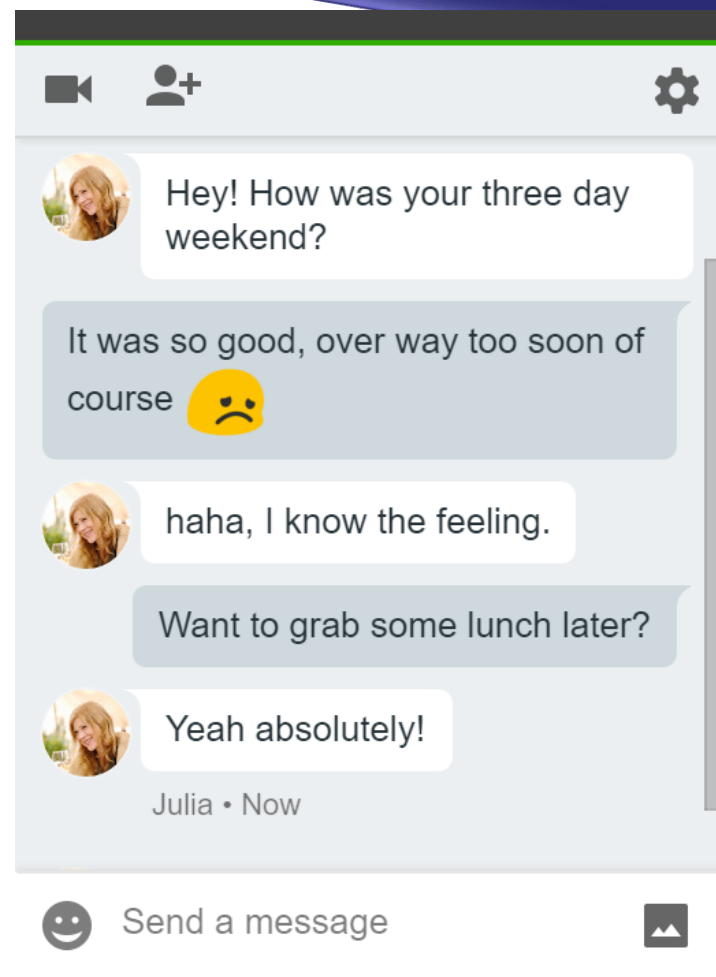 Hey! How was your three day
weekend?
It was so good, over way too soon of
course
haha, I know the feeling.
Want to grab some lunch later?
Yeah absolutely!
Julia • Now
Send a message